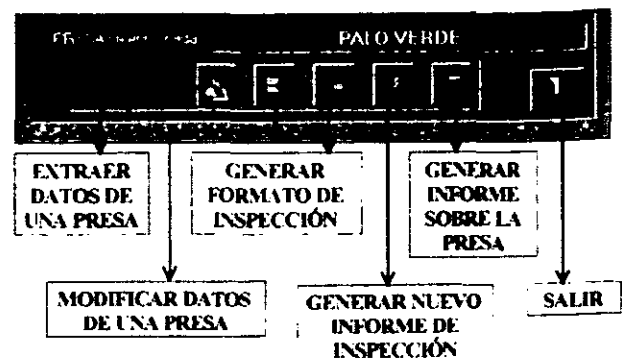 PALO VERDE
EXTRAER
DATOS DE
UNA PRESA
GENERAR
FORMATO DE
INSPECCIÓN
GENERAR
INFORME
SOBRE LA
PRESA
MODIFICAR DATOS
DE UNA PRESA
GENERAR NUEVO
INFORME DE
INSPECCIÓN
SALIR